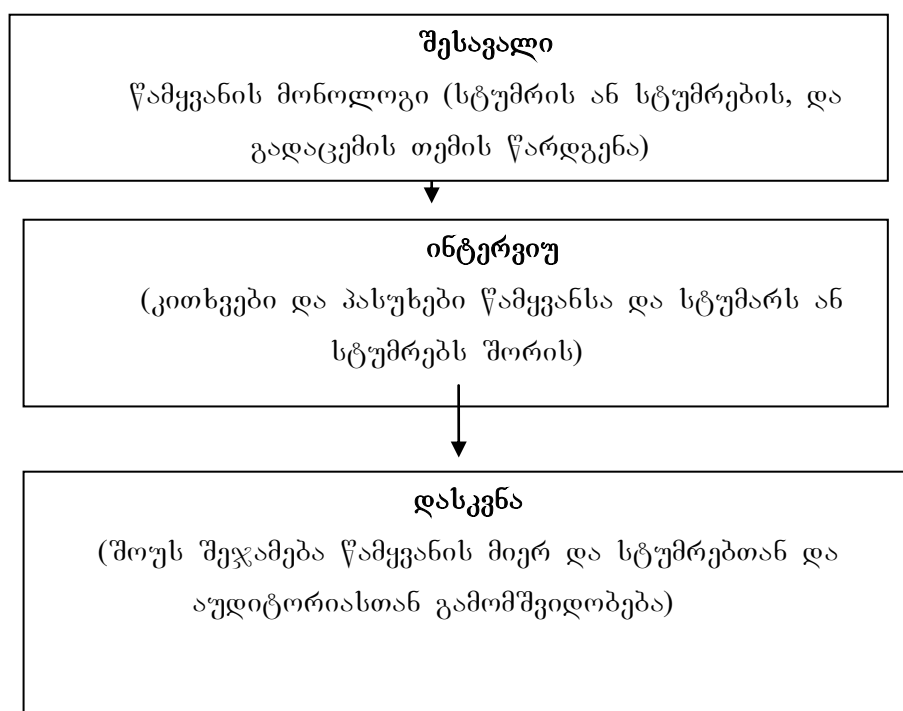 შესავალი
წამყვანის მონოლოგი (სტუმრის ან სტუმრების, და
გადაცემის თემის წარდგენა)
ინტერვიუ
(კითხვები და პასუხები წამყვანსა და სტუმარს ან
სტუმრებს შორის)
დასკვნა
(შოუს შეჯამება წამყვანის მიერ და სტუმრებთან და
აუდიტორიასთან გამომშვიდობება)